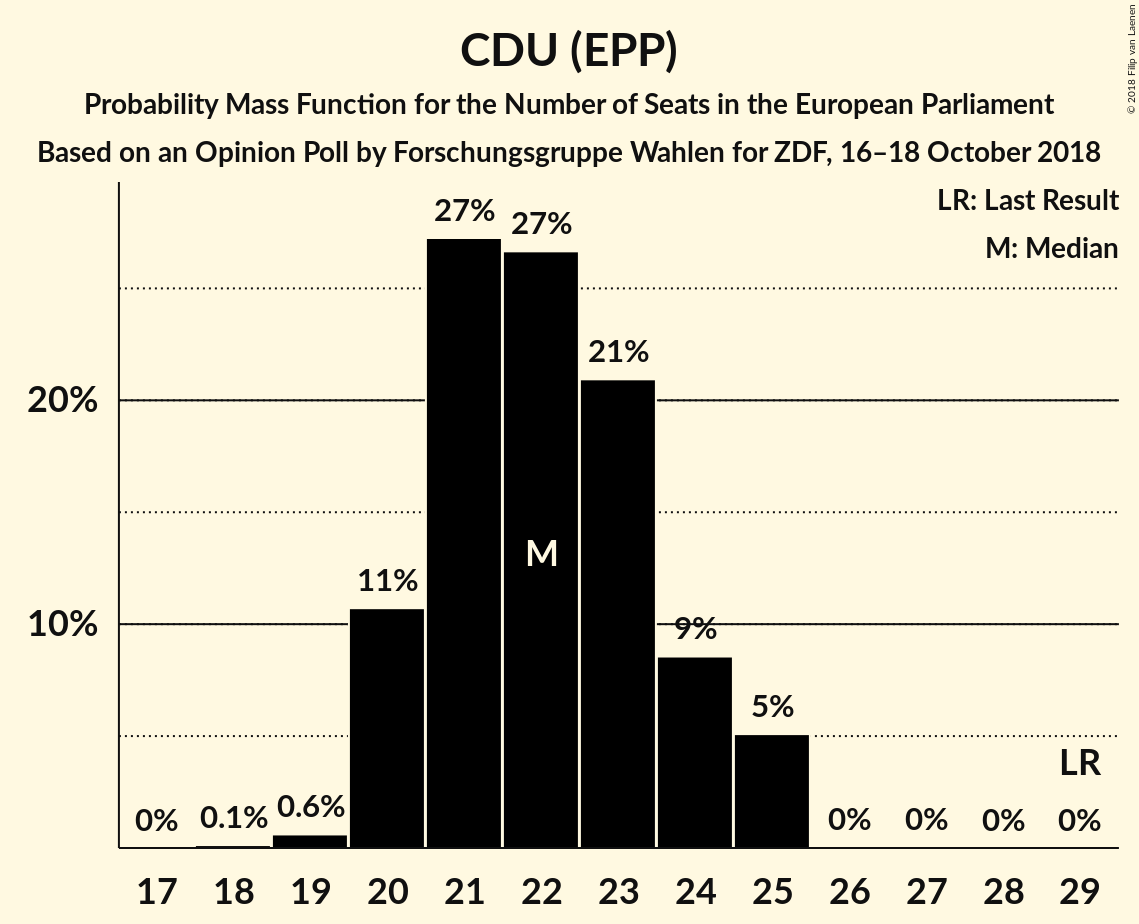 CDU (EPP)
Probability Mass Function for the Number of Seats in the European Parliament
Based on an Opinion Poll by Forschungsgruppe Wahlen for ZDF, 16–18 October 2018
© 2018 Filip van Laenen
LR: Last Result
M: Median
27%
27%
21%
20%
M
11%
10%
9%
5%
LR
0%
0.1%
0.6%
0%
0%
0%
0%
17 18 19 20 21 22 23 24 25 26 27 28 29